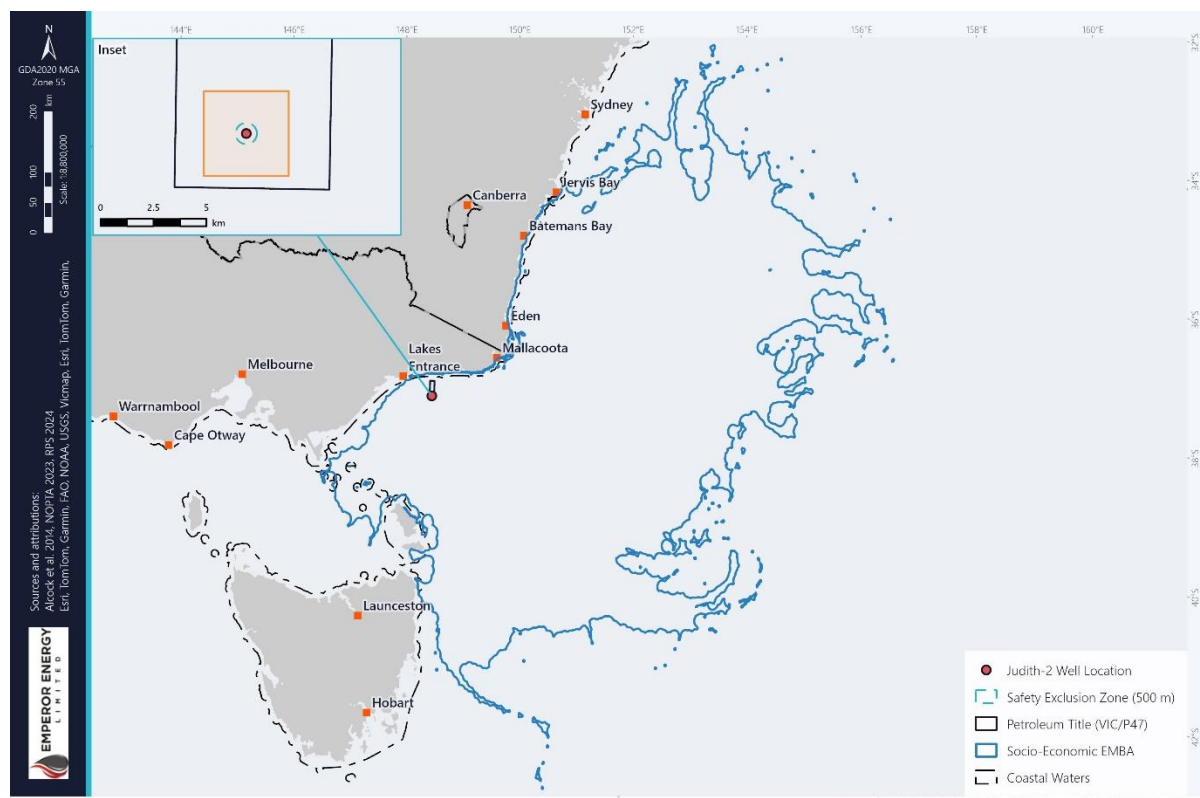 N
GDA2020 MGA
Zone 55
0 50 100 200
km
Scale: 1:8,800,000
Sources and attributions:
Alcock et al. 2014, NOPTA 2023, RPS 2024
Esri, TomTom, Garmin, FAO, NOAA, USGS, Vicmap, Esri, TomTom, Garmin,
EMPEROR ENERGY
LIMITED
144°E 146°E 148°E 150°E 152°E 154°E 156°E 158°E 160°E
32°S
34°S
36°S
38°S
40°S
42°S
Inset
0 2.5 5
km
Sydney
Jervis Bay
Canberra
Batemans Bay
Eden
Mallacoota
Lakes
Entrance
Melbourne
Warrnambool
Cape Otway
Launceston
Hobart
Judith-2 Well Location
Safety Exclusion Zone (500 m)
Petroleum Title (VIC/P47)
Socio-Economic EMBA
Coastal Waters